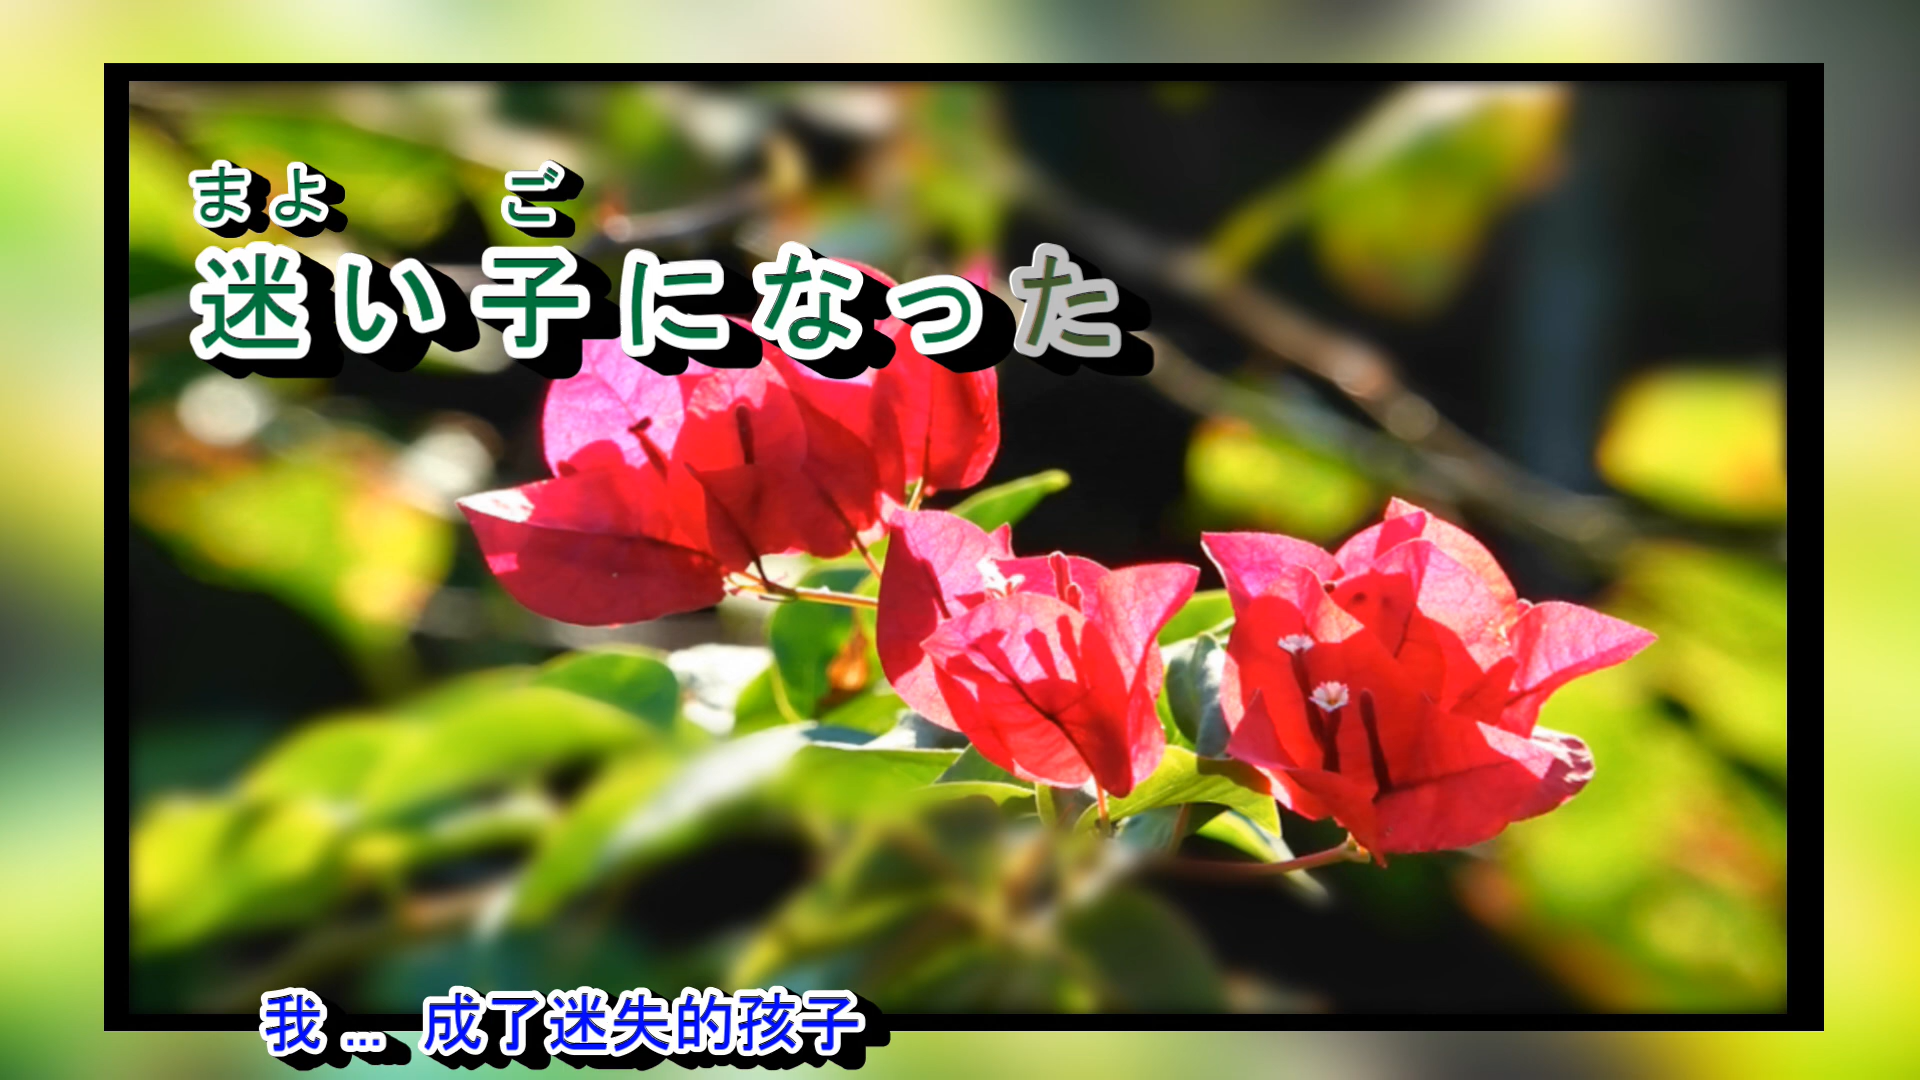 まよ ご
迷い子になった
我... 成了迷失的孩子